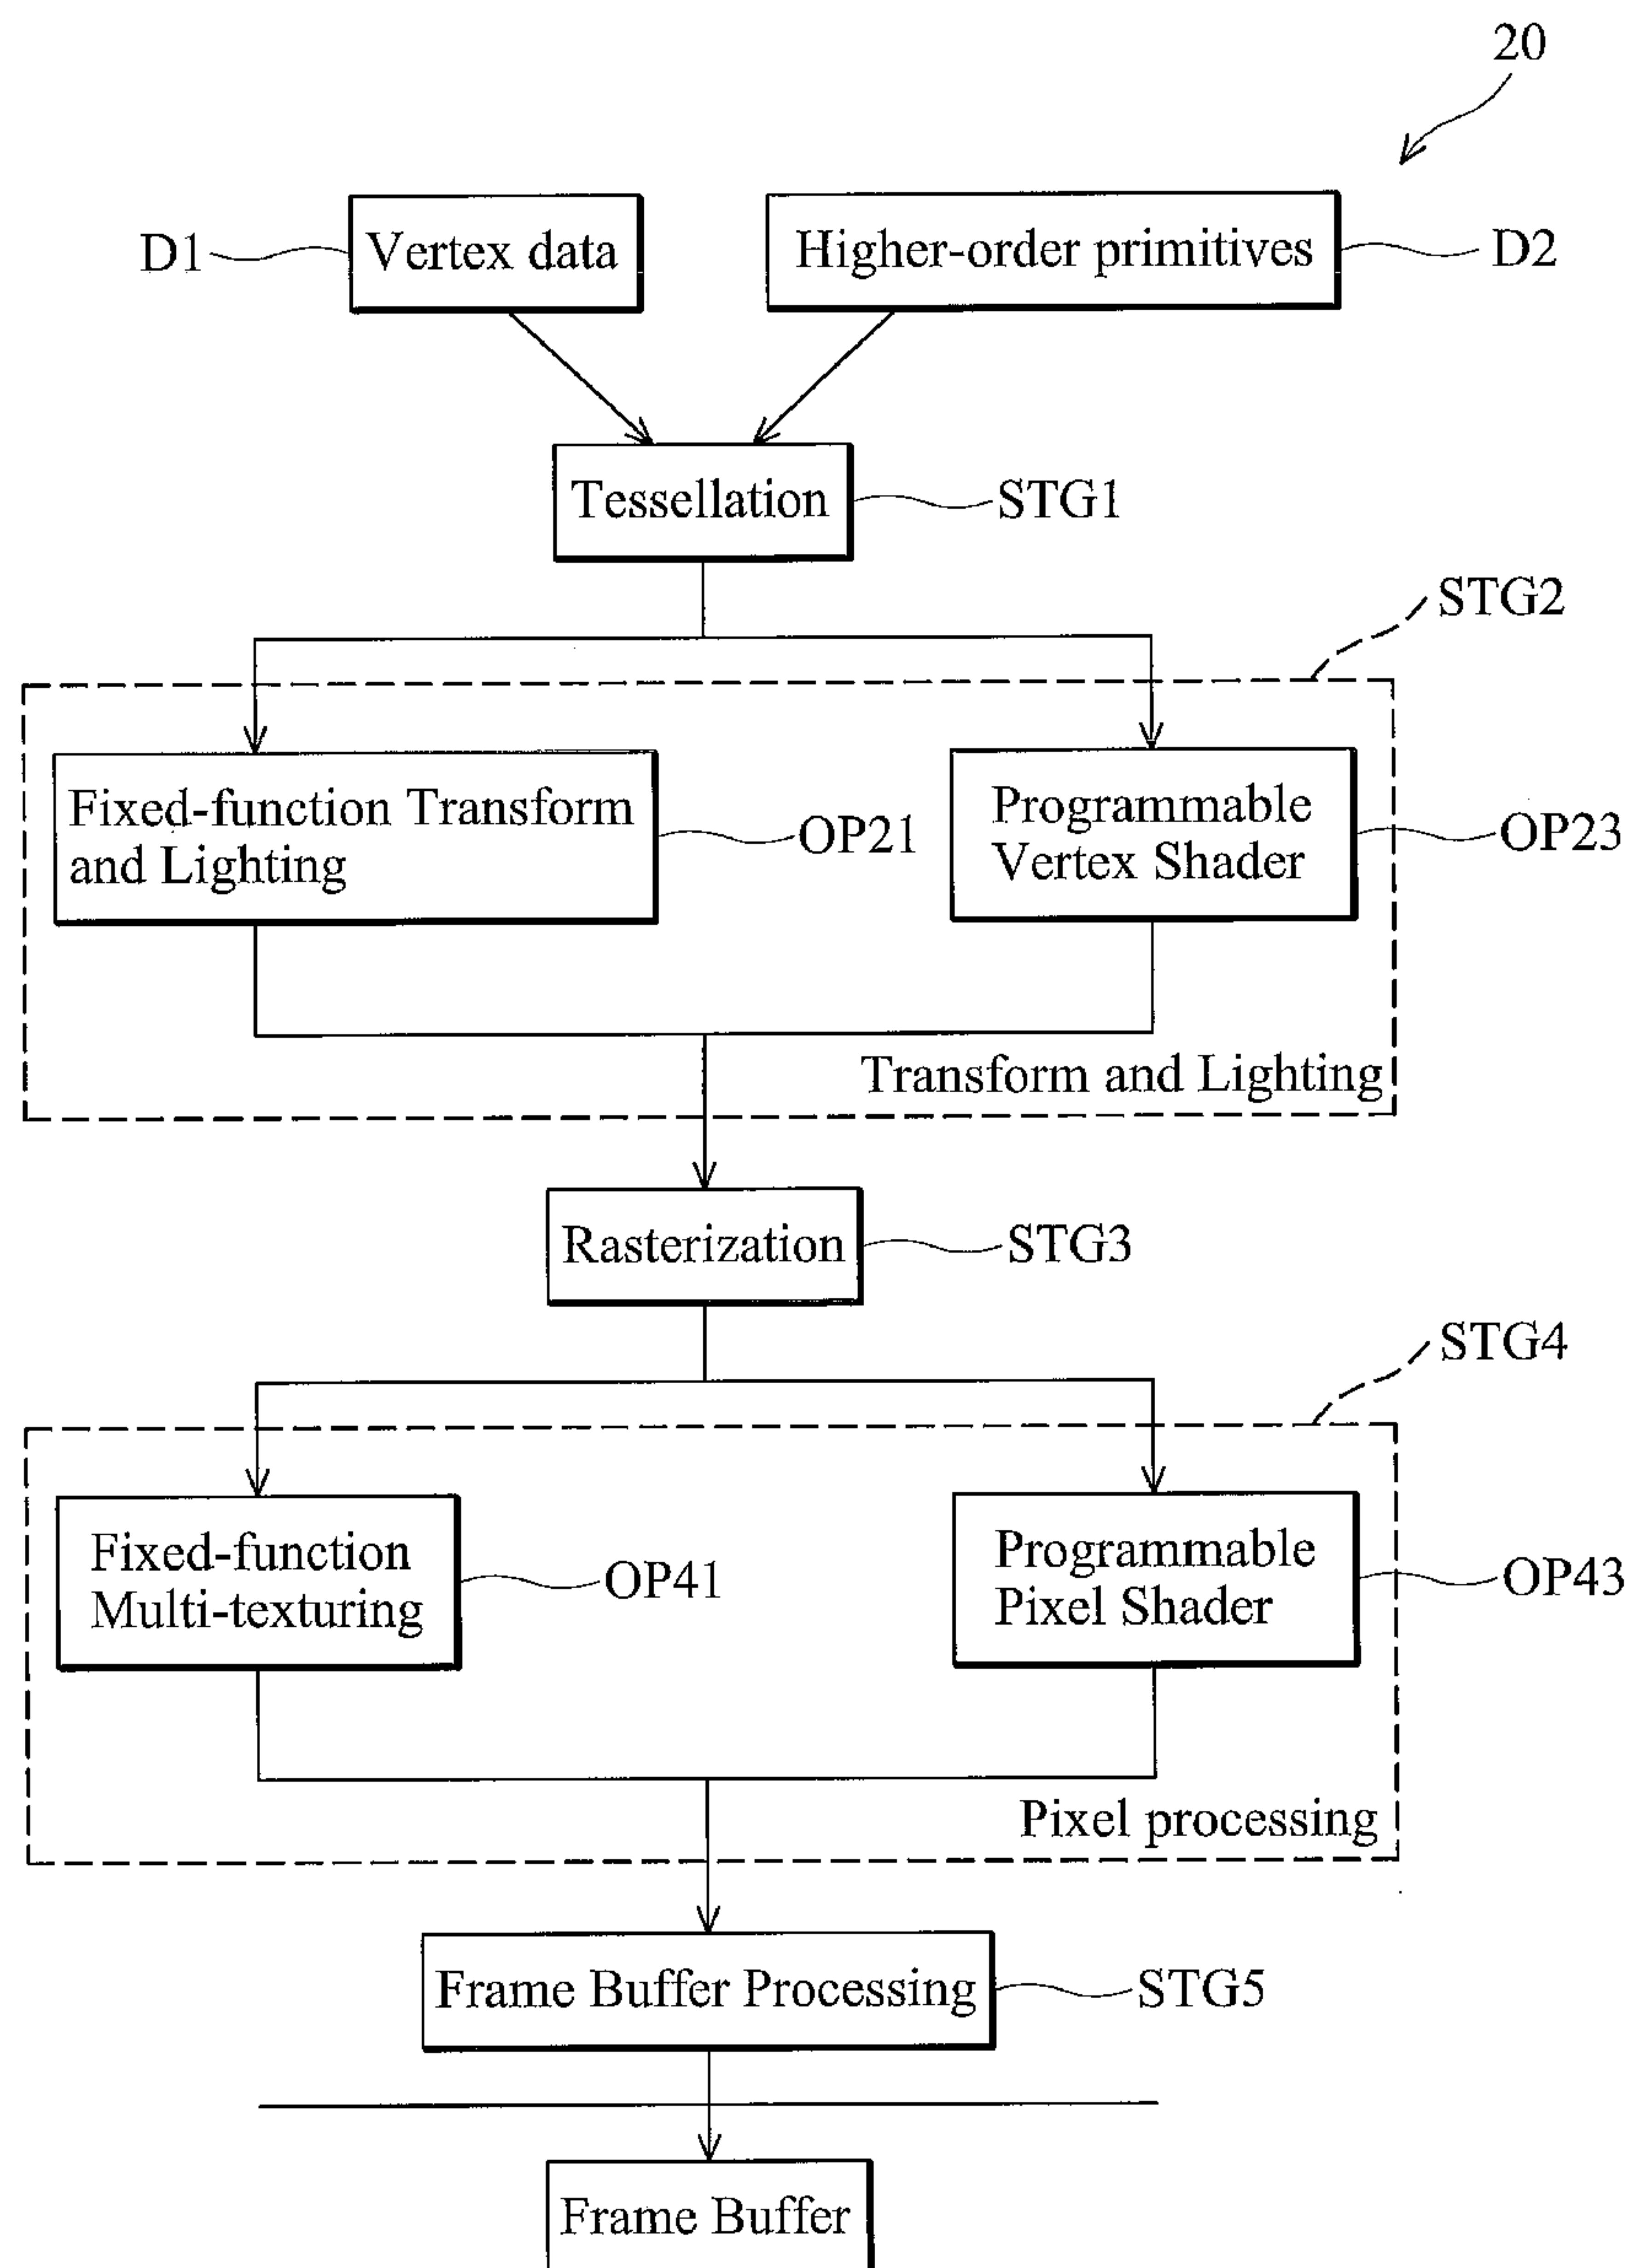 20
D1
Vertex data
Higher-order primitives
D2
Tessellation
STG1
STG2
Fixed-function Transform
and Lighting
OP21
Programmable
Vertex Shader
OP23
Transform and Lighting
Rasterization
STG3
STG4
Fixed-function
Multi-texturing
OP41
Programmable
Pixel Shader
OP43
Pixel processing
Frame Buffer Processing
STG5
Frame Buffer